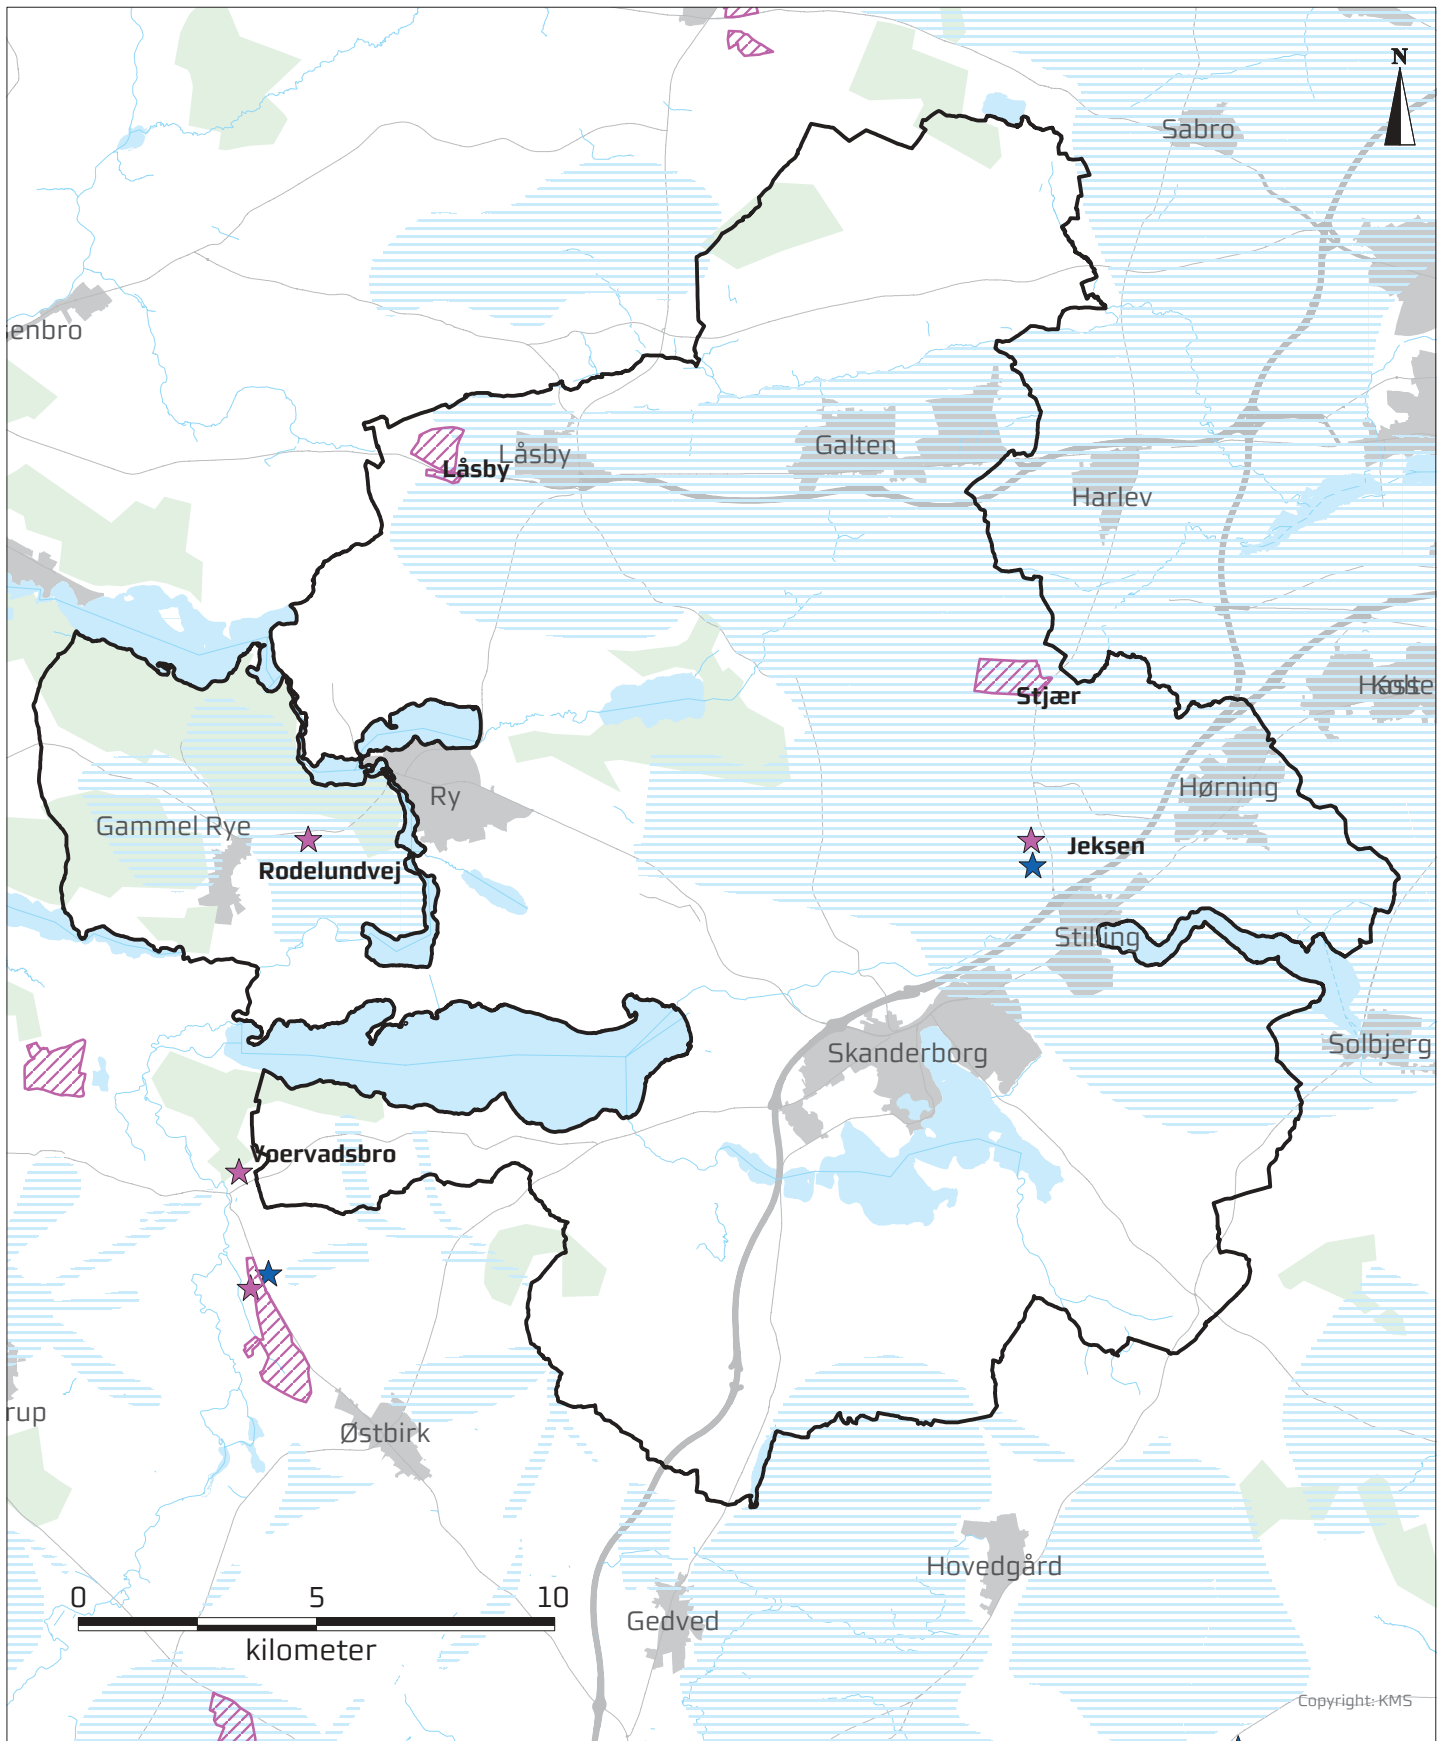 N
Sabro
enbro
Låsby
Låsby
Galten
Harlev
Stjær
Hasselager
Hørning
Ry
Gammel Rye
Rodelundvej
Jeksen
Stilling
Skanderborg
Solbjerg
Voervadsbro
rup
Østbirk
Hovedgård
0 5 10
kilometer
Gedved
Copyright: KMS